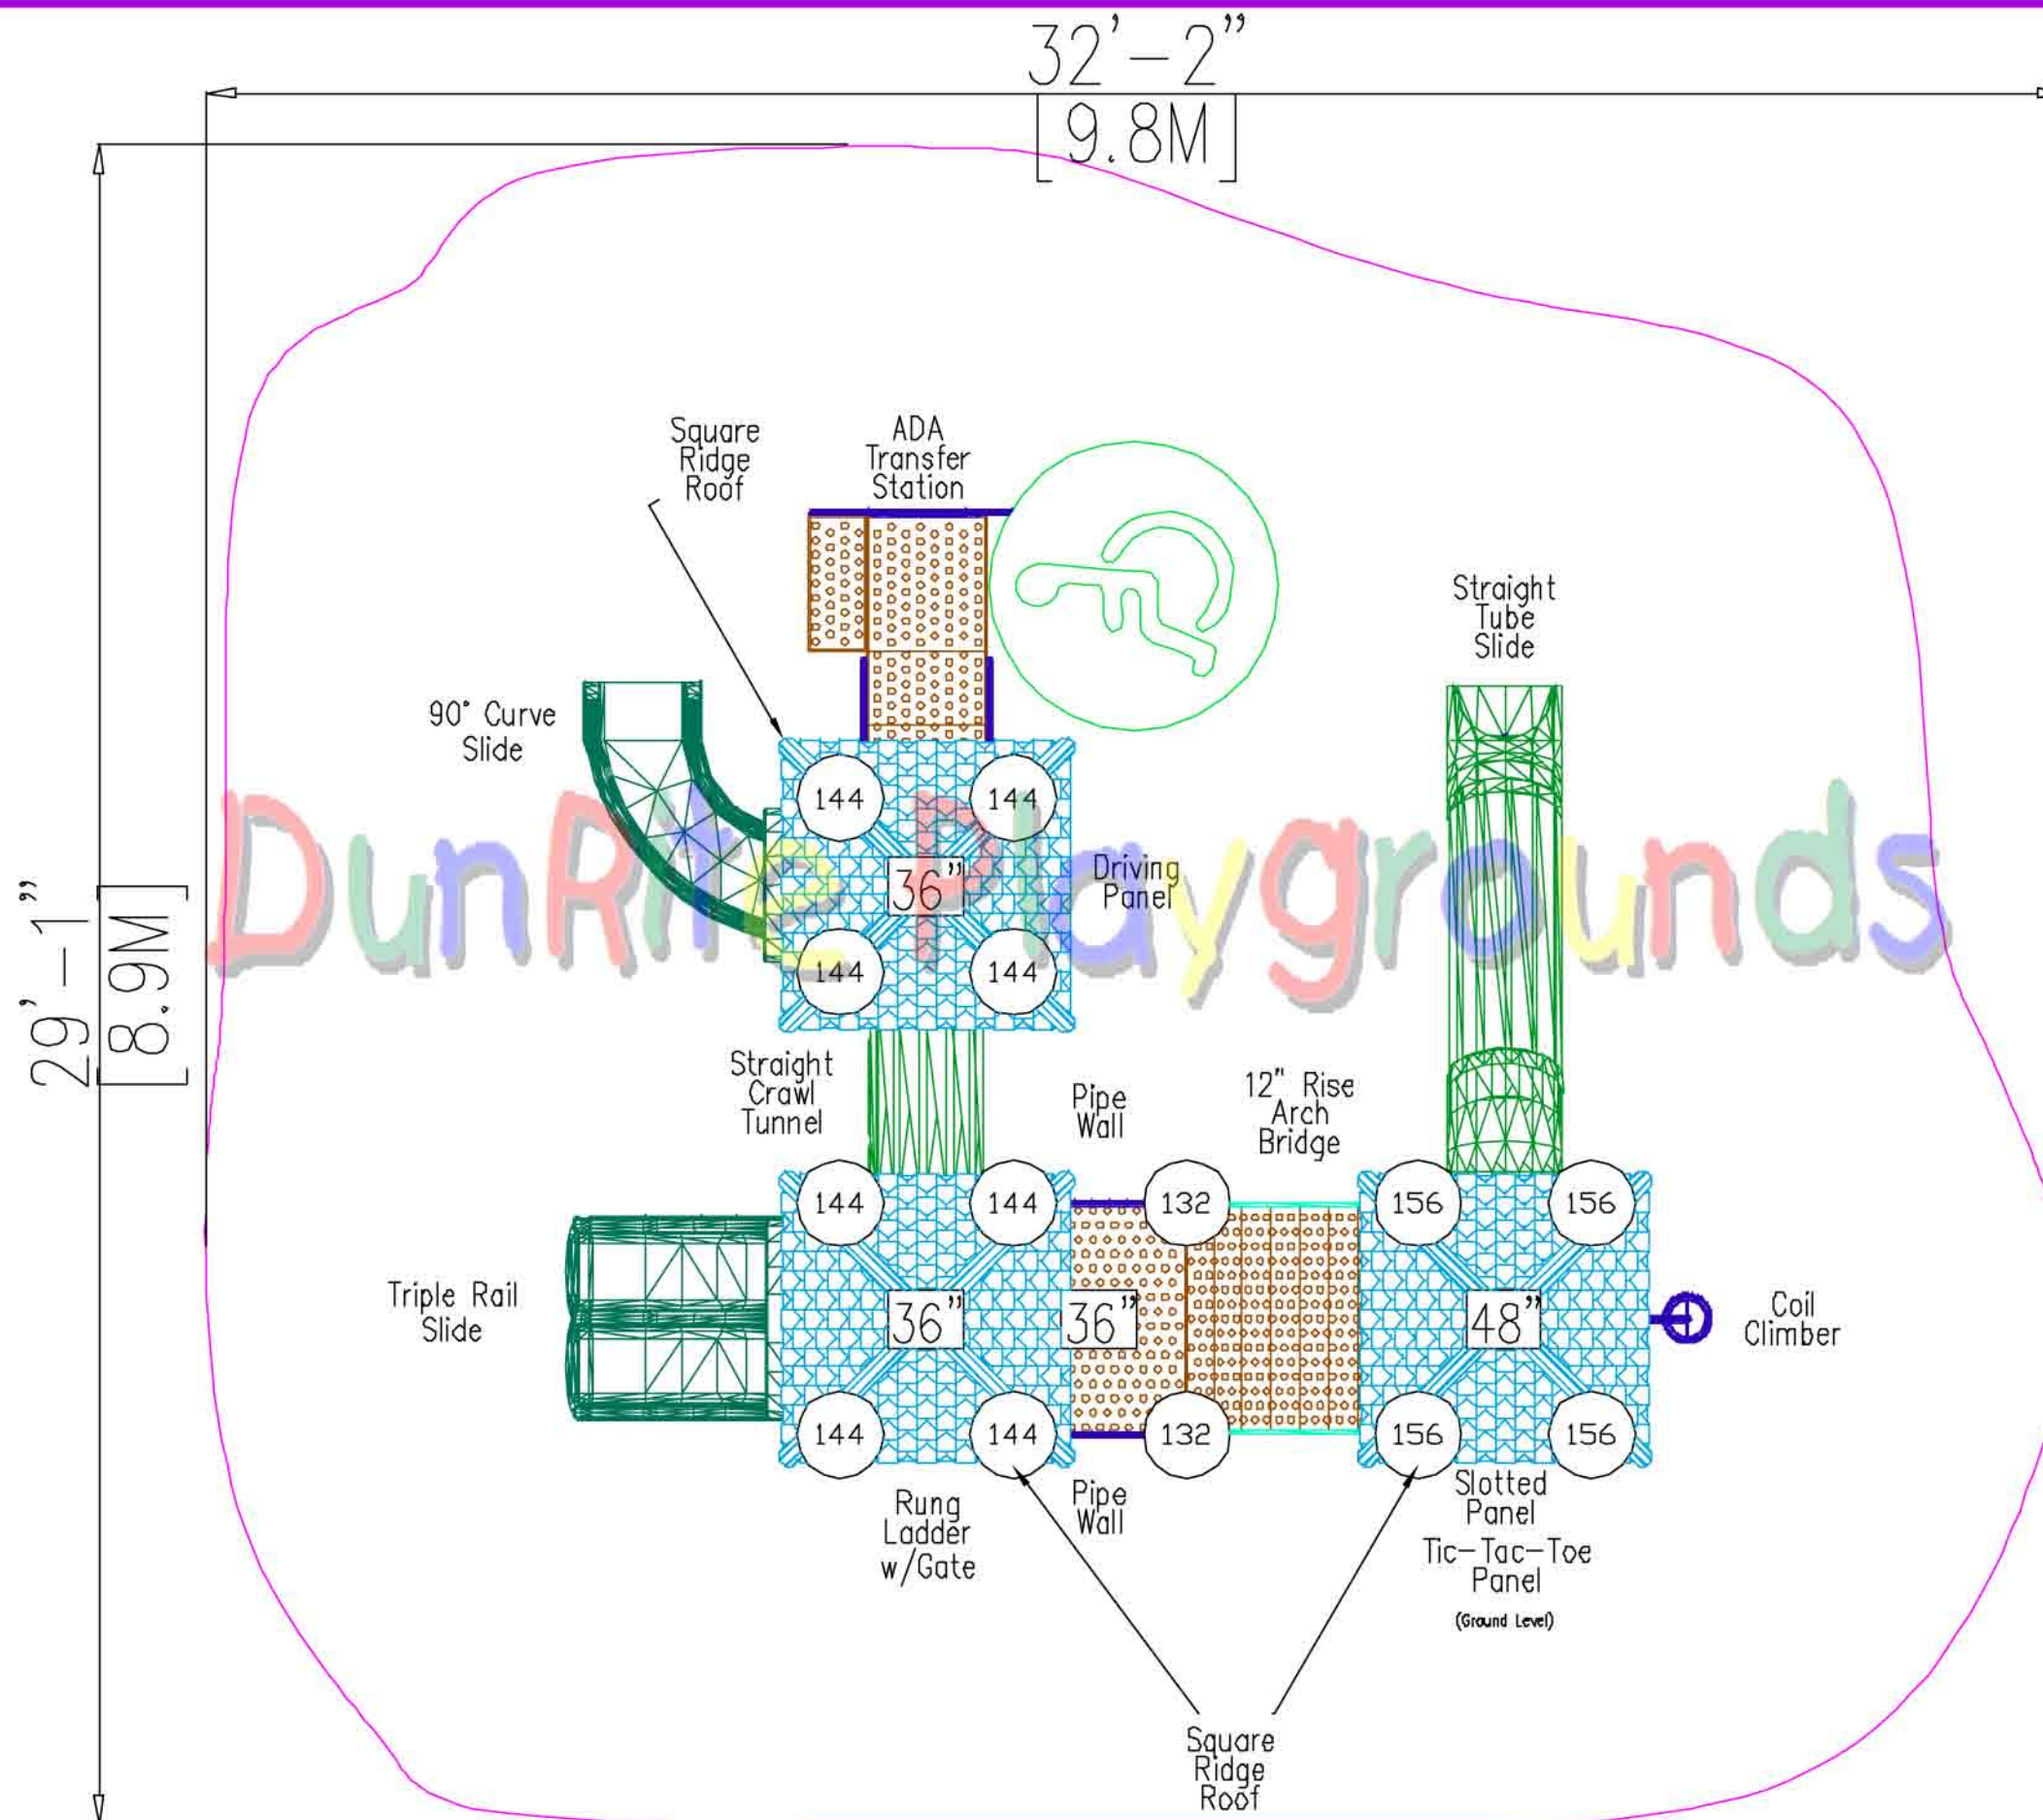 32'-2"
[9.8M]
29'-1"
[8.9M]
Square
Ridge
Roof
ADA
Transfer
Station
Straight
Tube
Slide
90° Curve
Slide
144
144
36"
Driving
Panel
DunRite Playgrounds
144
144
Straight
Crawl
Tunnel
Pipe
Wall
12" Rise
Arch
Bridge
144
144
132
156
156
Triple Rail
Slide
36"
36"
48"
Coil
Climber
144
144
132
156
156
Rung
Ladder
w/Gate
Pipe
Wall
Slotted
Panel
Tic-Tac-Toe
Panel
(Ground Level)
Square
Ridge
Roof